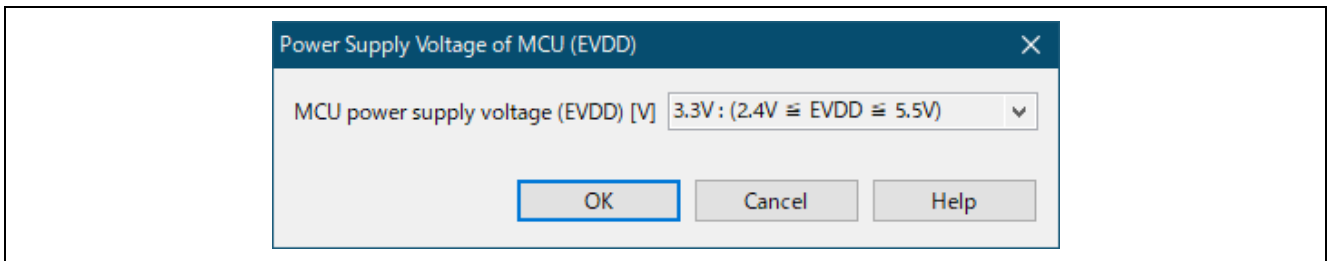 Power Supply Voltage of MCU (EVDD)
MCU power supply voltage (EVDD) [V] 3.3V : (2.4V ≦ EVDD ≦ 5.5V)
OK Cancel Help